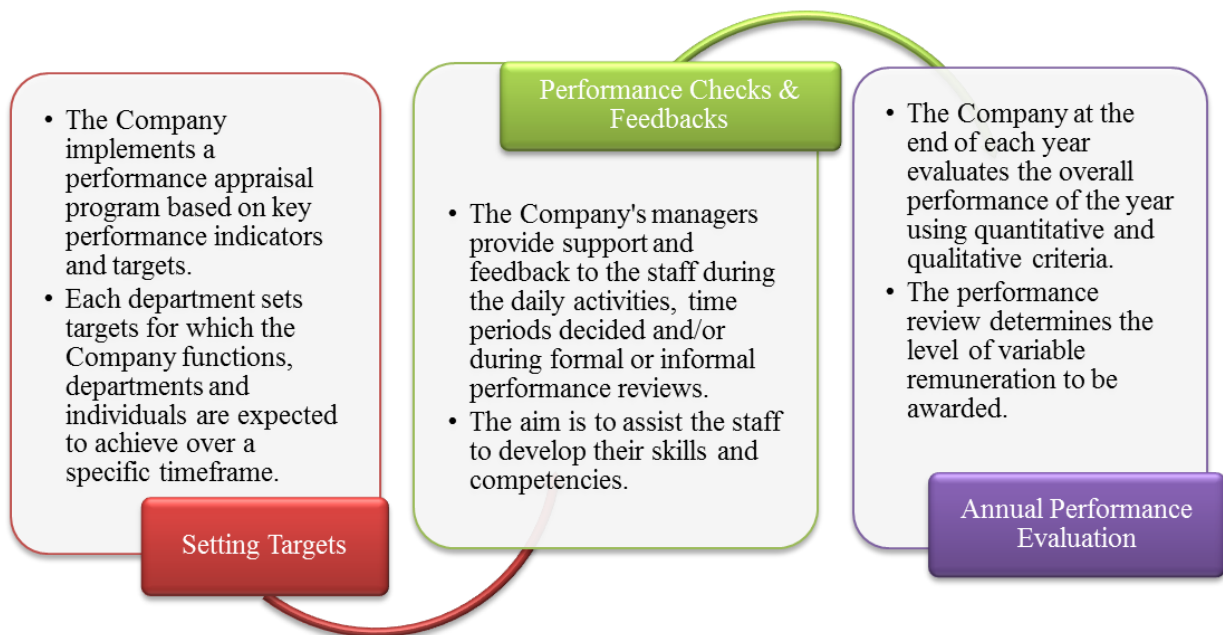 • The Company
implements a
performance appraisal
program based on key
performance indicators
and targets.
• Each department sets
targets for which the
Company functions,
departments and
individuals are expected
to achieve over a
specific timeframe.
Setting Targets
Performance Checks &
Feedbacks
• The Company's managers
provide support and
feedback to the staff during
the daily activities, time
periods decided and/or
during formal or informal
performance reviews.
• The aim is to assist the staff
to develop their skills and
competencies.
• The Company at the
end of each year
evaluates the overall
performance of the year
using quantitative and
qualitative criteria.
• The performance
review determines the
level of variable
remuneration to be
awarded.
Annual Performance
Evaluation